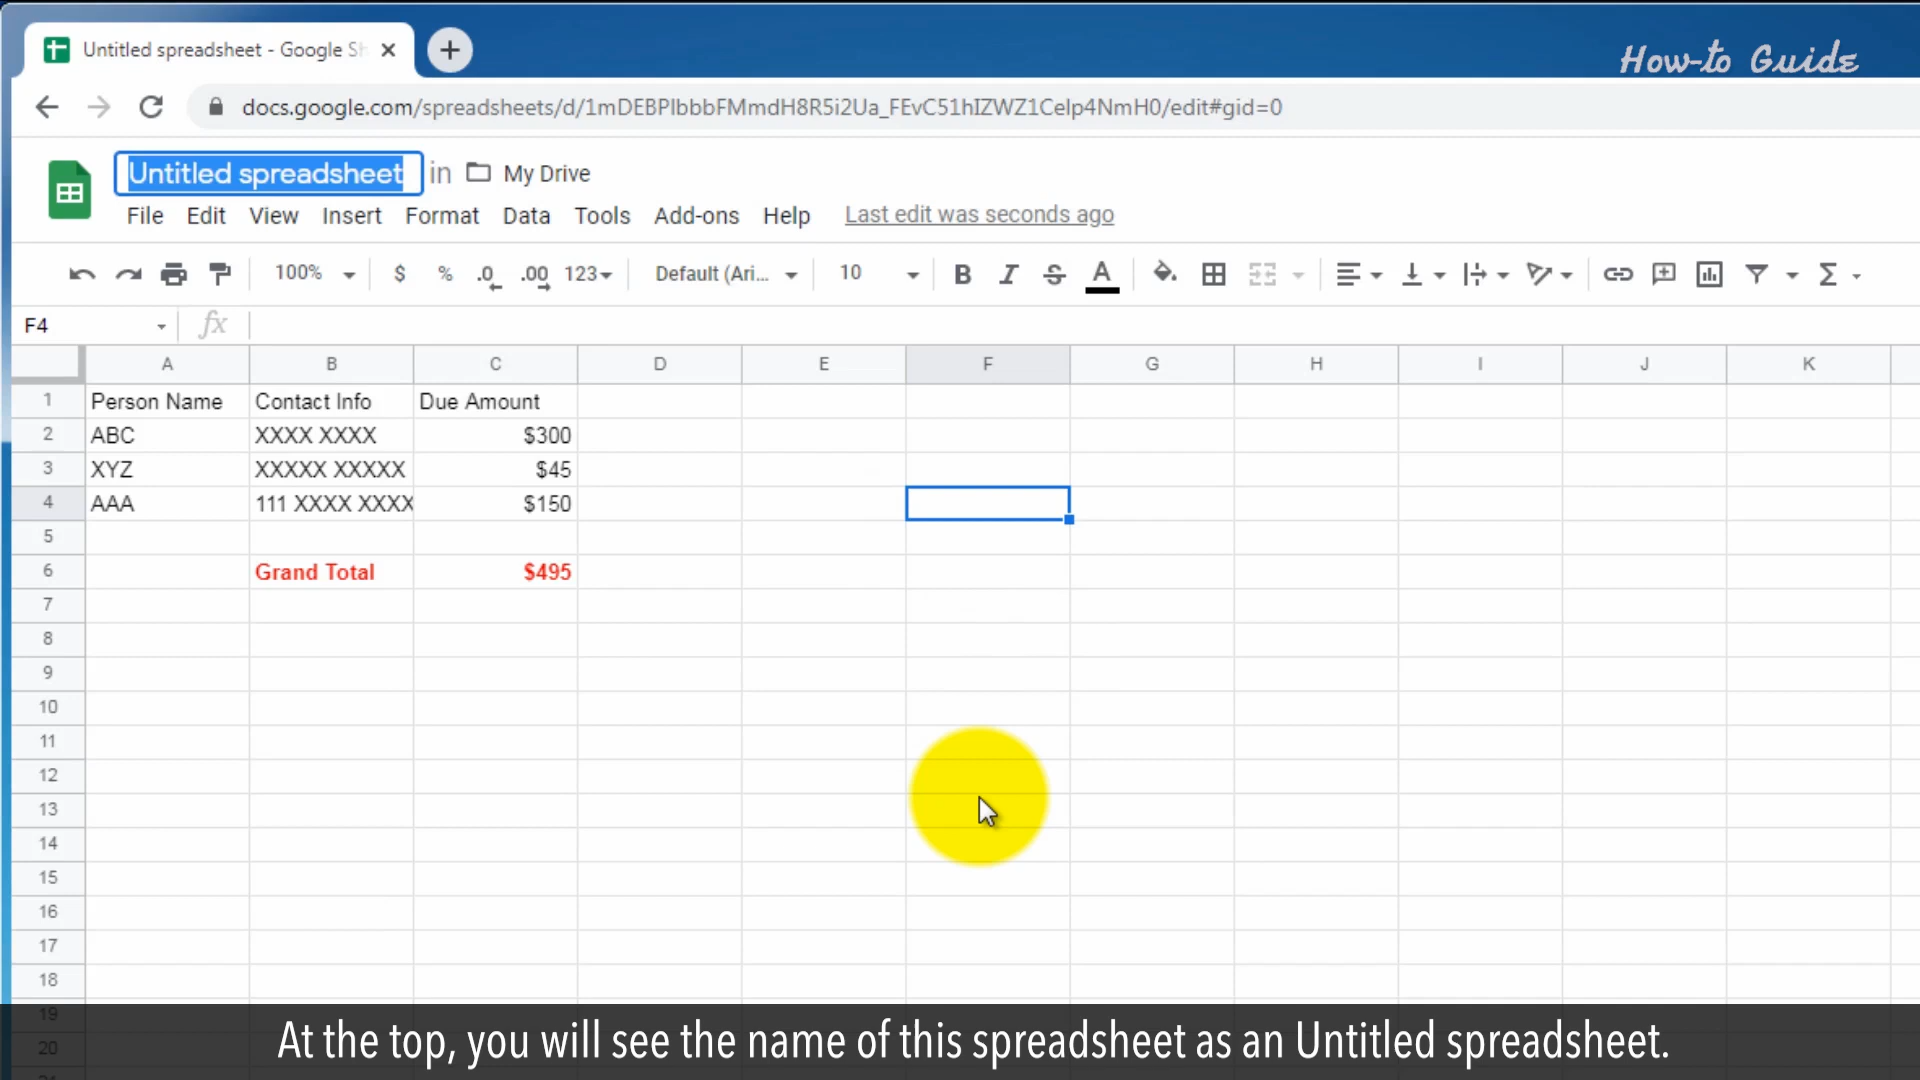 Untitled spreadsheet - Google Sh
How-to Guide
docs.google.com/spreadsheets/d/1mDEBPlbbbFMmdH8R5i2Ua_FEvC51hIZWZ1Celp4NmH0/edit#gid=0
Untitled spreadsheet in My Drive
File Edit View Insert Format Data Tools Add-ons Help Last edit was seconds ago
100% $ % .0 .00 123 Default (Ari... 10 B I S A Σ
F4 fx
A B C D E F G H I J K
1 Person Name Contact Info Due Amount
2 ABC XXXX XXXX $300
3 XYZ XXXXX XXXXX $45
4 AAA 111 XXXX XXXX $150
5
6 Grand Total $495
7
8
9
10
11
12
13
14
15
16
17
18
19
20
At the top, you will see the name of this spreadsheet as an Untitled spreadsheet.